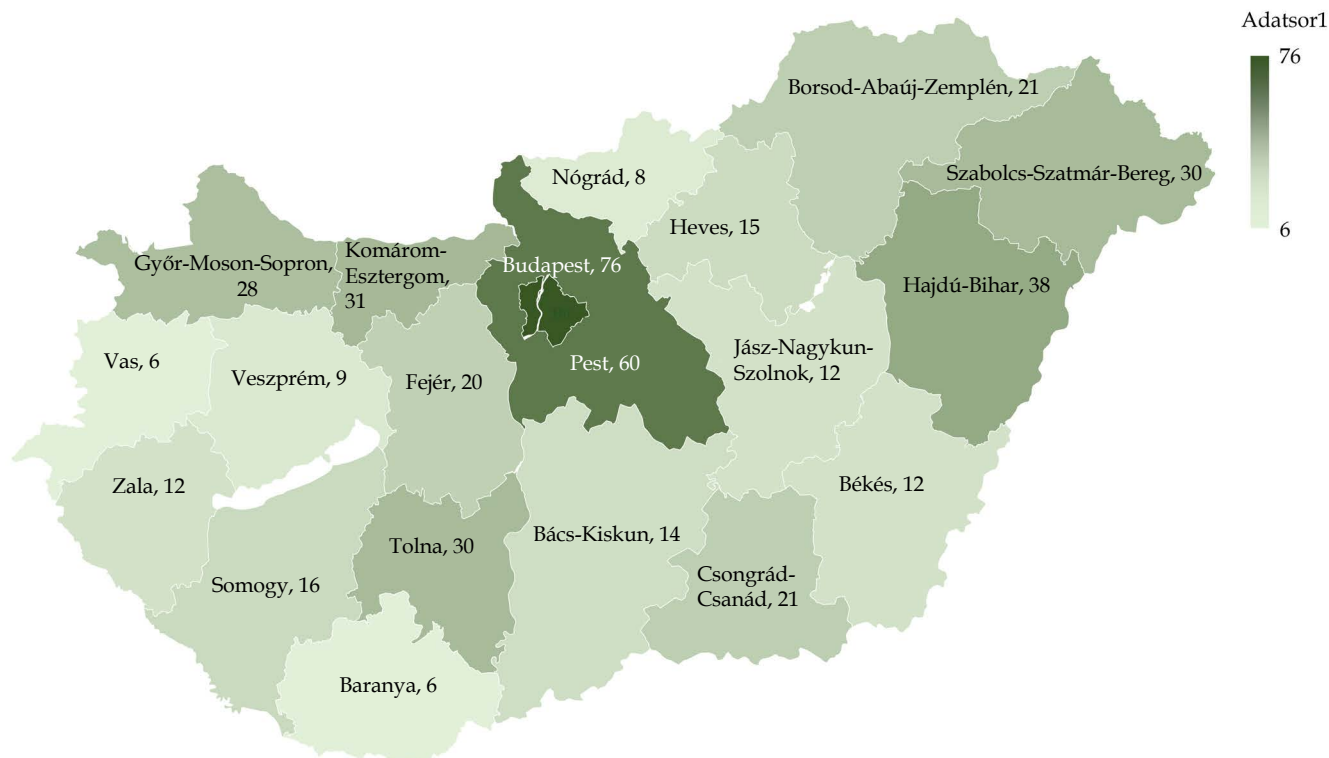 Adatsor1
76
6
Borsod-Abaúj-Zemplén, 21
Szabolcs-Szatmár-Bereg, 30
Nógrád, 8
Heves, 15
Győr-Moson-Sopron,
28
Komárom-
Esztergom,
31
Budapest, 76
Hajdú-Bihar, 38
Vas, 6
Veszprém, 9
Fejér, 20
Pest, 60
Jász-Nagykun-
Szolnok, 12
Zala, 12
Békés, 12
Somogy, 16
Tolna, 30
Bács-Kiskun, 14
Csongrád-
Csanád, 21
Baranya, 6